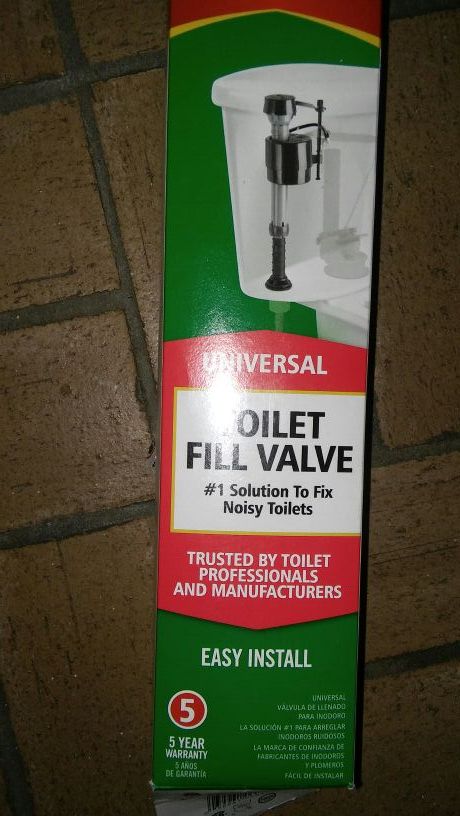 UNIVERSAL
TOILET
FILL VALVE
#1 Solution To Fix
Noisy Toilets
TRUSTED BY TOILET
PROFESSIONALS
AND MANUFACTURERS
EASY INSTALL
5
5 YEAR
WARRANTY
5 AÑOS
DE GARANTÍA
UNIVERSAL
VÁLVULA DE LLENADO
PARA INODORO
LA SOLUCIÓN #1 PARA ARREGLAR
INODOROS RUIDOSOS
LA MARCA DE CONFIANZA DE
FABRICANTES DE INODOROS
Y PLOMEROS
FÁCIL DE INSTALAR